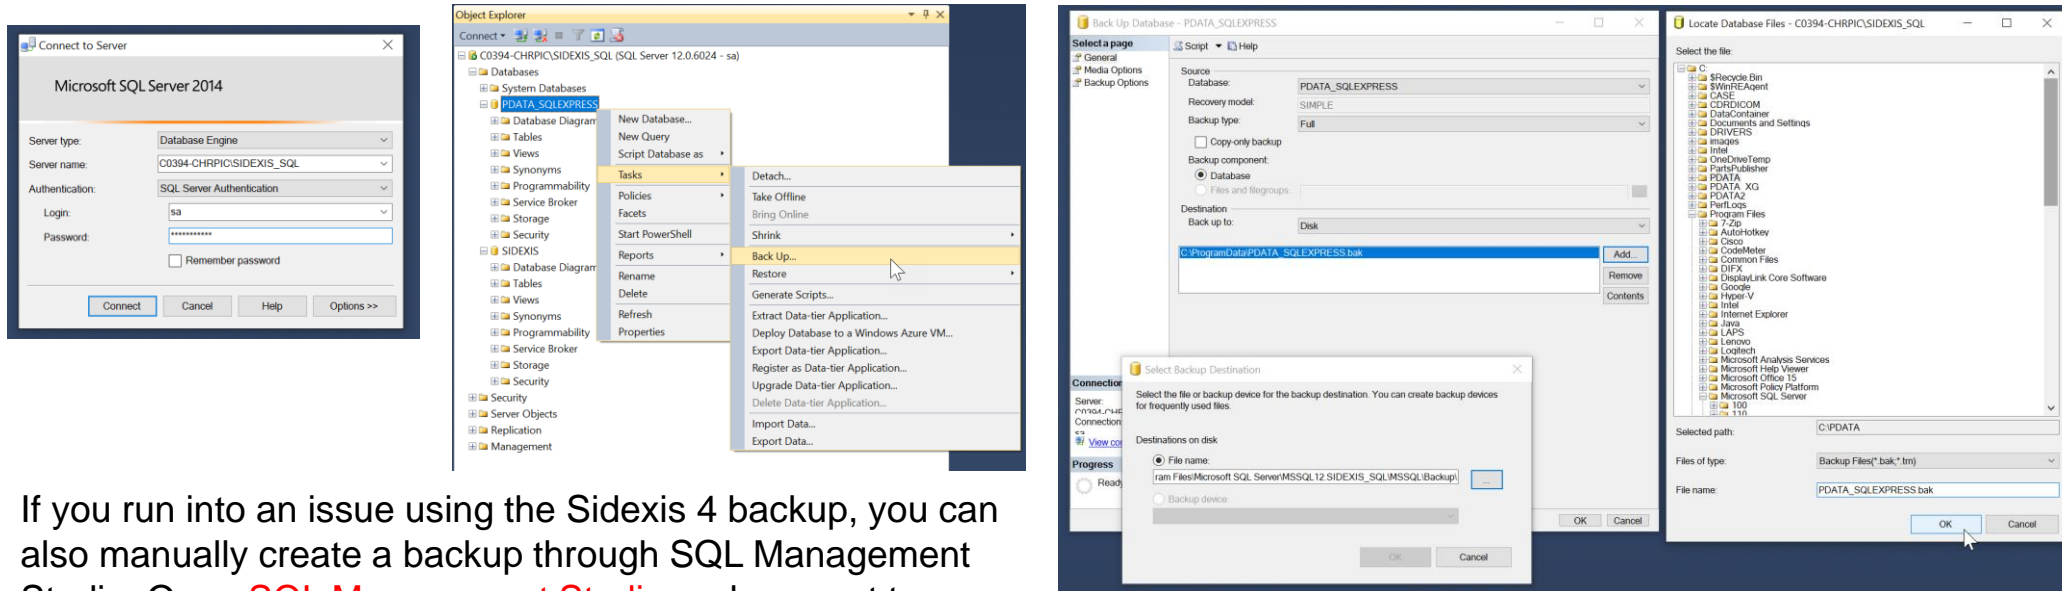 Connect to Server
Microsoft SQL Server 2014
Server type: Database Engine
Server name: C0394-CHRPIC\SIDEXIS_SQL
Authentication: SQL Server Authentication
Login: sa
Password: ***********
Remember password
Connect Cancel Help Options >>
Object Explorer
Connect
C0394-CHRPIC\SIDEXIS_SQL (SQL Server 12.0.6024 - sa)
Databases
System Databases
PDATA_SQLEXPRESS
Database Diagram
Tables
Views
Synonyms
Programmability
Service Broker
Storage
Security
SIDEXIS
Database Diagram
Tables
Views
Synonyms
Programmability
Service Broker
Storage
Security
Security
Server Objects
Replication
Management
New Database...
New Query
Script Database as
Tasks
Policies
Facets
Start PowerShell
Reports
Rename
Delete
Refresh
Properties
Detach...
Take Offline
Bring Online
Shrink
Back Up...
Restore
Generate Scripts...
Extract Data-tier Application...
Deploy Database to a Windows Azure VM...
Export Data-tier Application...
Register as Data-tier Application...
Upgrade Data-tier Application...
Delete Data-tier Application...
Import Data...
Export Data...
If you run into an issue using the Sidexis 4 backup, you can
also manually create a backup through SQL Management
Back Up Database - PDATA_SQLEXPRESS
Select a page
General
Media Options
Backup Options
Script Help
Source
Database: PDATA_SQLEXPRESS
Recovery model: SIMPLE
Backup type: Full
Copy-only backup
Backup component:
Database
Files and filegroups:
Destination
Back up to: Disk
C:\ProgramData\PDATA_SQLEXPRESS.bak
Add...
Remove
Contents
Connection
Server:
Connection
View co
Progress
Ready
OK Cancel
Select Backup Destination
Select the file or backup device for the backup destination. You can create backup devices
for frequently used files.
Destinations on disk
File name:
ram Files\Microsoft SQL Server\MSSQL12.SIDEXIS_SQL\MSSQL\Backup\ ...
Backup device:
OK Cancel
Locate Database Files - C0394-CHRPIC\SIDEXIS_SQL
Select the file:
C:
$Recycle.Bin
$WinREAgent
CASE
CDRDICOM
DataContainer
Documents and Settings
DRIVERS
images
Intel
OneDriveTemp
PartsPublisher
PDATA
PDATA_XG
PDATA2
PerfLogs
Program Files
7-Zip
AutoHotkey
Cisco
CodeMeter
Common Files
DIFX
DisplayLink Core Software
Google
Hyper-V
Intel
Internet Explorer
Java
LAPS
Lenovo
Logitech
Microsoft Analysis Services
Microsoft Help Viewer
Microsoft Office 15
Microsoft Policy Platform
Microsoft SQL Server
100
110
Selected path: C:\PDATA
Files of type: Backup Files(*.bak;*.trn)
File name: PDATA_SQLEXPRESS.bak
OK Cancel